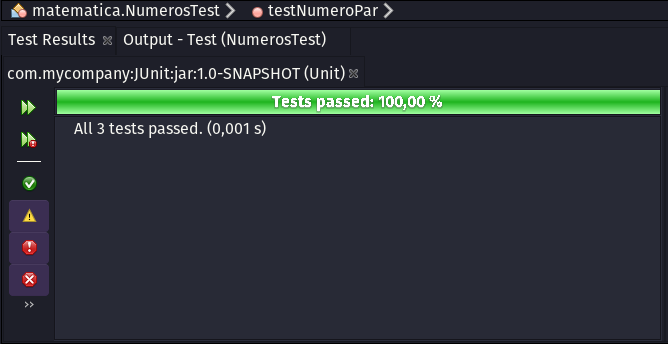 matematica.NumerosTest > testNumeroPar >
Test Results Output - Test (NumerosTest)
com.mycompany:JUnit:jar:1.0-SNAPSHOT (Unit)
Tests passed: 100,00 %
All 3 tests passed. (0,001 s)
>>